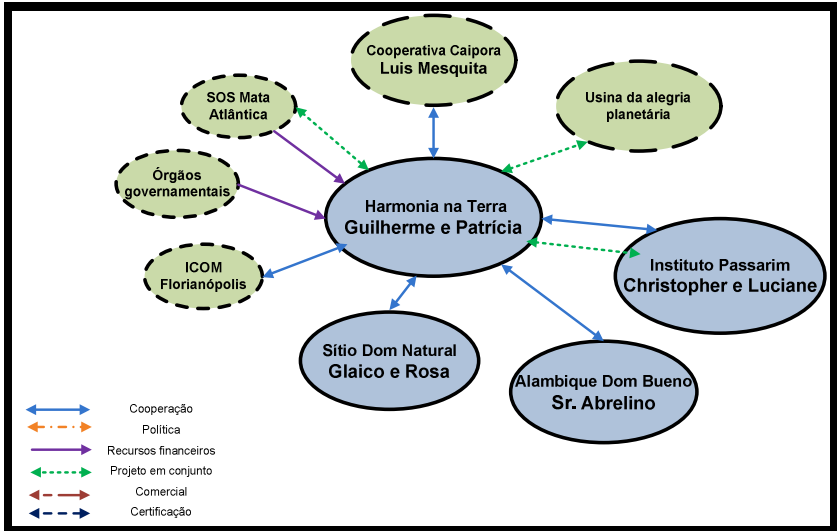 Cooperativa Caipora
Luis Mesquita
SOS Mata
Atlântica
Usina da alegria
planetária
Órgãos
governamentais
Harmonia na Terra
Guilherme e Patrícia
ICOM
Florianópolis
Instituto Passarim
Christopher e Luciane
Sítio Dom Natural
Glaico e Rosa
Alambique Dom Bueno
Sr. Abrelino
Cooperação
Política
Recursos financeiros
Projeto em conjunto
Comercial
Certificação